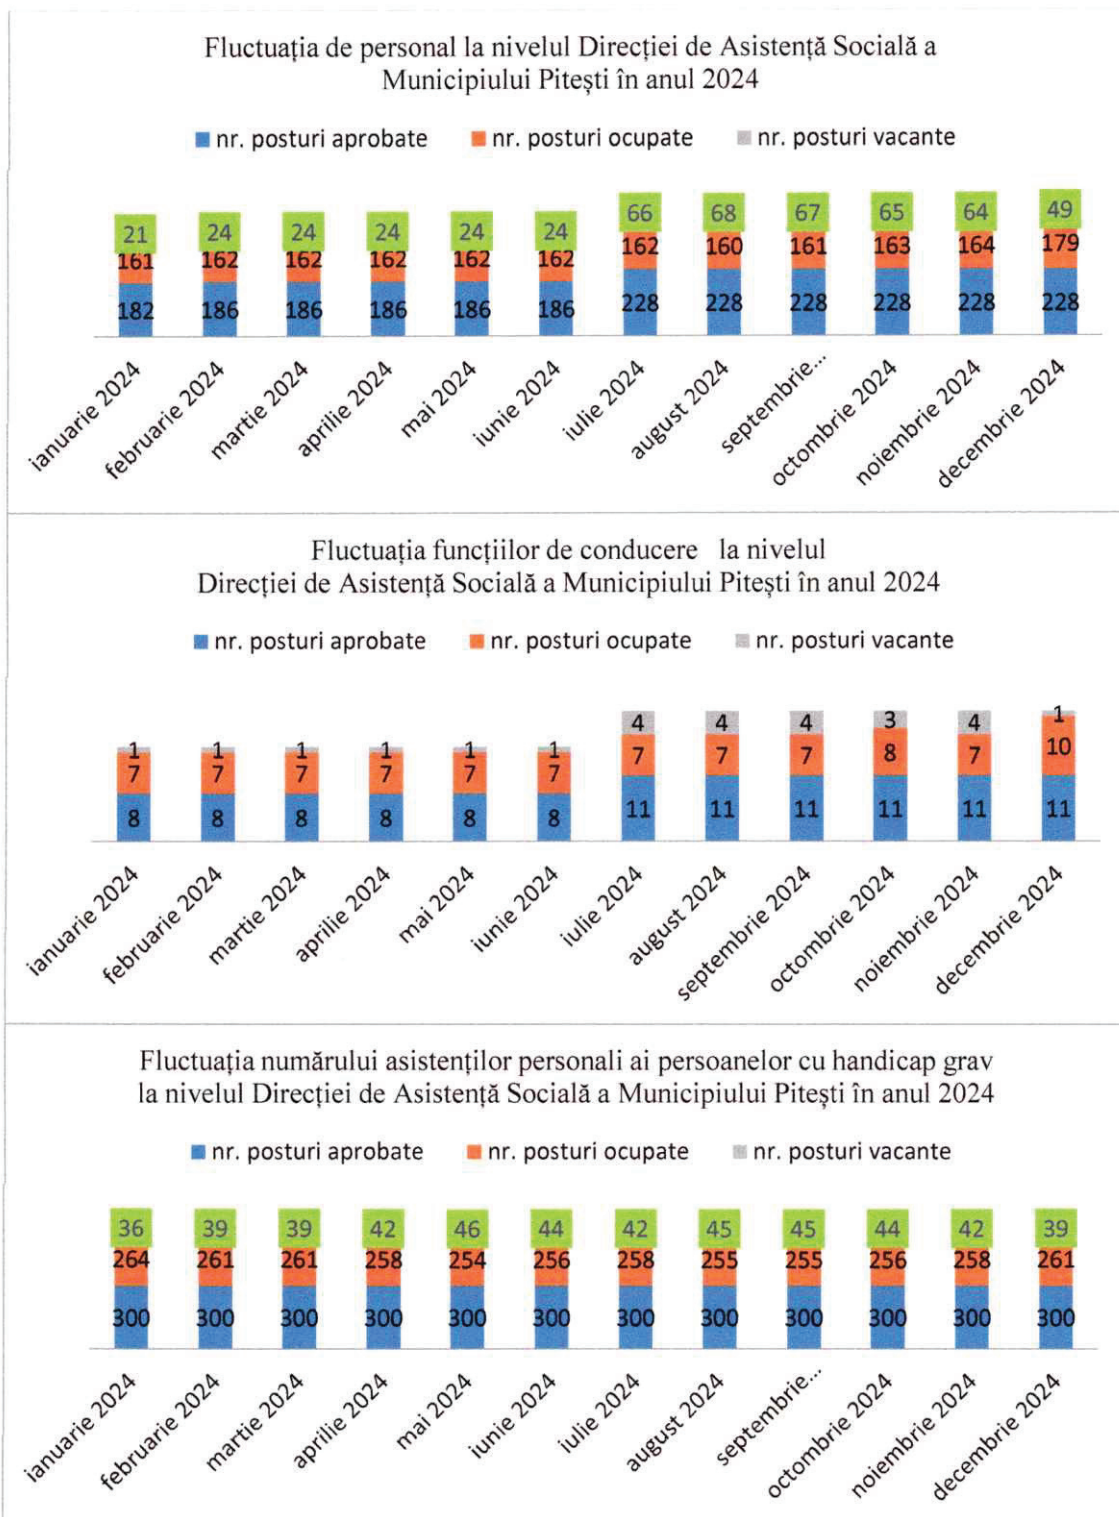 Fluctuația de personal la nivelul Direcției de Asistență Socială a
Municipiului Pitești în anul 2024
nr. posturi aprobate nr. posturi ocupate nr. posturi vacante
21 24 24 24 24 24 66 68 67 65 64 49
161 162 162 162 162 162 162 160 161 163 164 179
182 186 186 186 186 186 228 228 228 228 228 228
ianuarie 2024 februarie 2024 martie 2024 aprilie 2024 mai 2024 iunie 2024 iulie 2024 august 2024 septembrie... octombrie 2024 noiembrie 2024 decembrie 2024
Fluctuația funcțiilor de conducere la nivelul
Direcției de Asistență Socială a Municipiului Pitești în anul 2024
nr. posturi aprobate nr. posturi ocupate nr. posturi vacante
1 1 1 1 1 1 4 4 4 3 4 1
7 7 7 7 7 7 7 7 7 8 7 10
8 8 8 8 8 8 11 11 11 11 11 11
ianuarie 2024 februarie 2024 martie 2024 aprilie 2024 mai 2024 iunie 2024 iulie 2024 august 2024 septembrie 2024 octombrie 2024 noiembrie 2024 decembrie 2024
Fluctuația numărului asistenților personali ai persoanelor cu handicap grav
la nivelul Direcției de Asistență Socială a Municipiului Pitești în anul 2024
nr. posturi aprobate nr. posturi ocupate nr. posturi vacante
36 39 39 42 46 44 42 45 45 44 42 39
264 261 261 258 254 256 258 255 255 256 258 261
300 300 300 300 300 300 300 300 300 300 300 300
ianuarie 2024 februarie 2024 martie 2024 aprilie 2024 mai 2024 iunie 2024 iulie 2024 august 2024 septembrie... octombrie 2024 noiembrie 2024 decembrie 2024